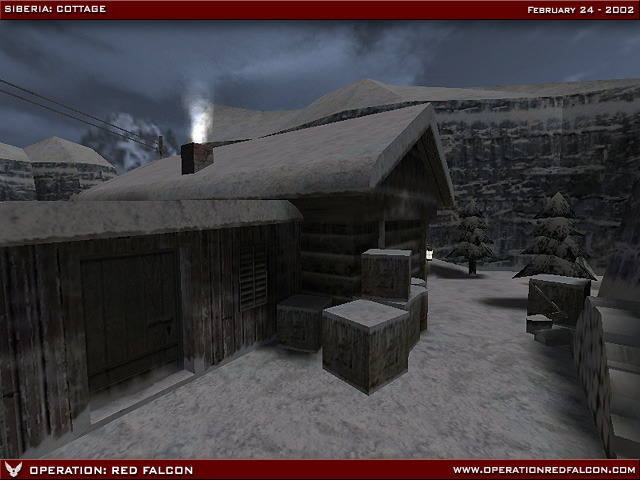 SIBERIA: COTTAGE
FEBRUARY 24 - 2002
OPERATION: RED FALCON
WWW.OPERATIONREDFALCON.COM